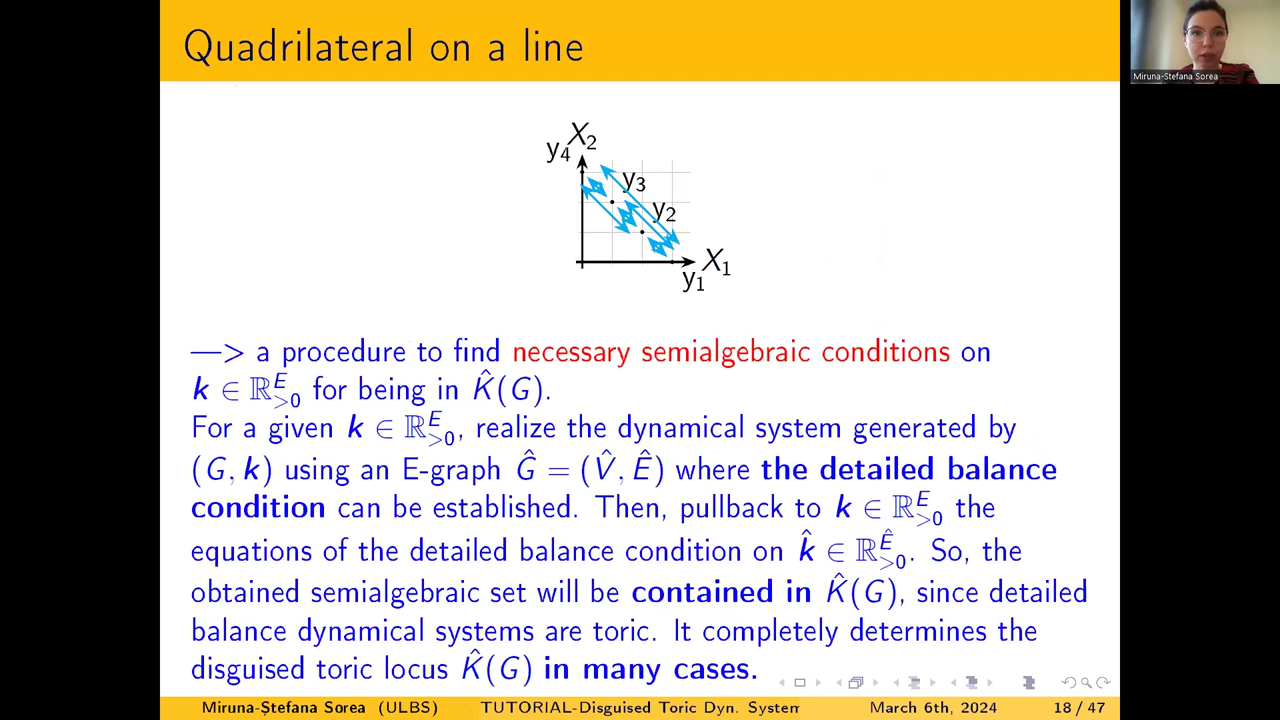 Quadrilateral on a line
Miruna-Stefana Sorea
X₂
y₄
y₃
y₂
X₁
y₁
—> a procedure to find necessary semialgebraic conditions on
k ∈ ℝ^E_{>0} for being in K̂(G).
For a given k ∈ ℝ^E_{>0}, realize the dynamical system generated by
(G, k) using an E-graph Ĝ = (V̂, Ê) where the detailed balance
condition can be established. Then, pullback to k ∈ ℝ^E_{>0} the
equations of the detailed balance condition on k̂ ∈ ℝ^Ê_{>0}. So, the
obtained semialgebraic set will be contained in K̂(G), since detailed
balance dynamical systems are toric. It completely determines the
disguised toric locus K̂(G) in many cases.
Miruna-Ștefana Sorea (ULBS) TUTORIAL-Disguised Toric Dyn. System March 6th, 2024 18 / 47